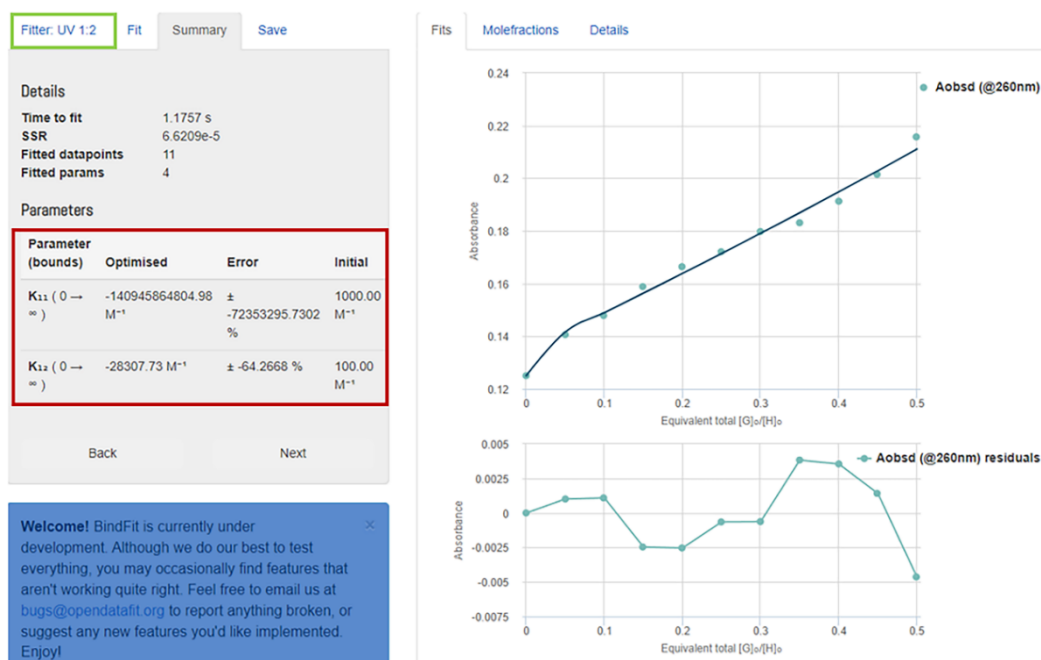 Fitter: UV 1:2
Fit
Summary
Save
Details
Time to fit 1.1757 s
SSR 6.6209e-5
Fitted datapoints 11
Fitted params 4
Parameters
Parameter
(bounds) Optimised Error Initial
K₁₁ ( 0 → -140945864804.98 ± 1000.00
∞ ) M⁻¹ -72353295.7302 M⁻¹
%
K₁₂ ( 0 → -28307.73 M⁻¹ ± -64.2668 % 100.00
∞ ) M⁻¹
Back
Next
Welcome! BindFit is currently under ×
development. Although we do our best to test
everything, you may occasionally find features that
aren't working quite right. Feel free to email us at
bugs@opendatafit.org to report anything broken, or
suggest any new features you'd like implemented.
Enjoy!
Fits
Molefractions
Details
0.24
0.22
0.2
0.18
0.16
0.14
0.12
Absorbance
0 0.1 0.2 0.3 0.4 0.5
Equivalent total [G]₀/[H]₀
Aobsd (@260nm)
0.005
0.0025
0
-0.0025
-0.005
-0.0075
Absorbance
0 0.1 0.2 0.3 0.4 0.5
Equivalent total [G]₀/[H]₀
Aobsd (@260nm) residuals